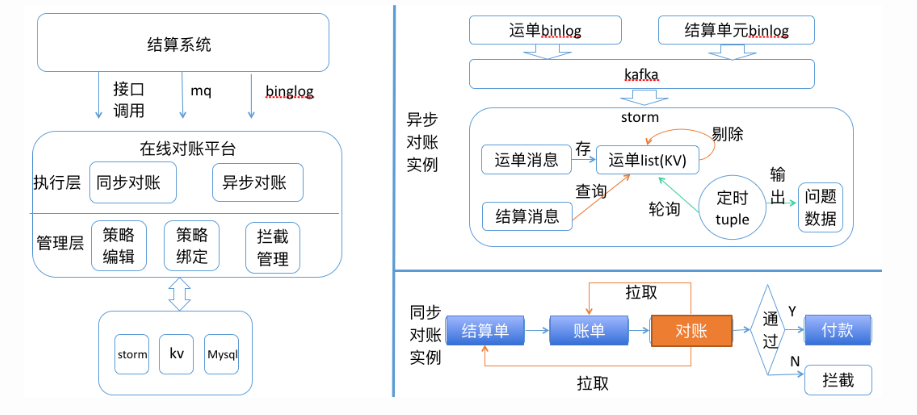 结算系统
接口
调用
mq
binglog
在线对账平台
执行层
同步对账
异步对账
管理层
策略
编辑
策略
绑定
拦截
管理
storm
kv
Mysql
异步
对账
实例
运单binlog
结算单元binlog
kafka
storm
运单消息
存
运单list(KV)
剔除
查询
结算消息
轮询
定时
tuple
输
出
问题
数据
同步
对账
实例
拉取
结算单
账单
对账
通
过
Y
付款
N
拦截
拉取